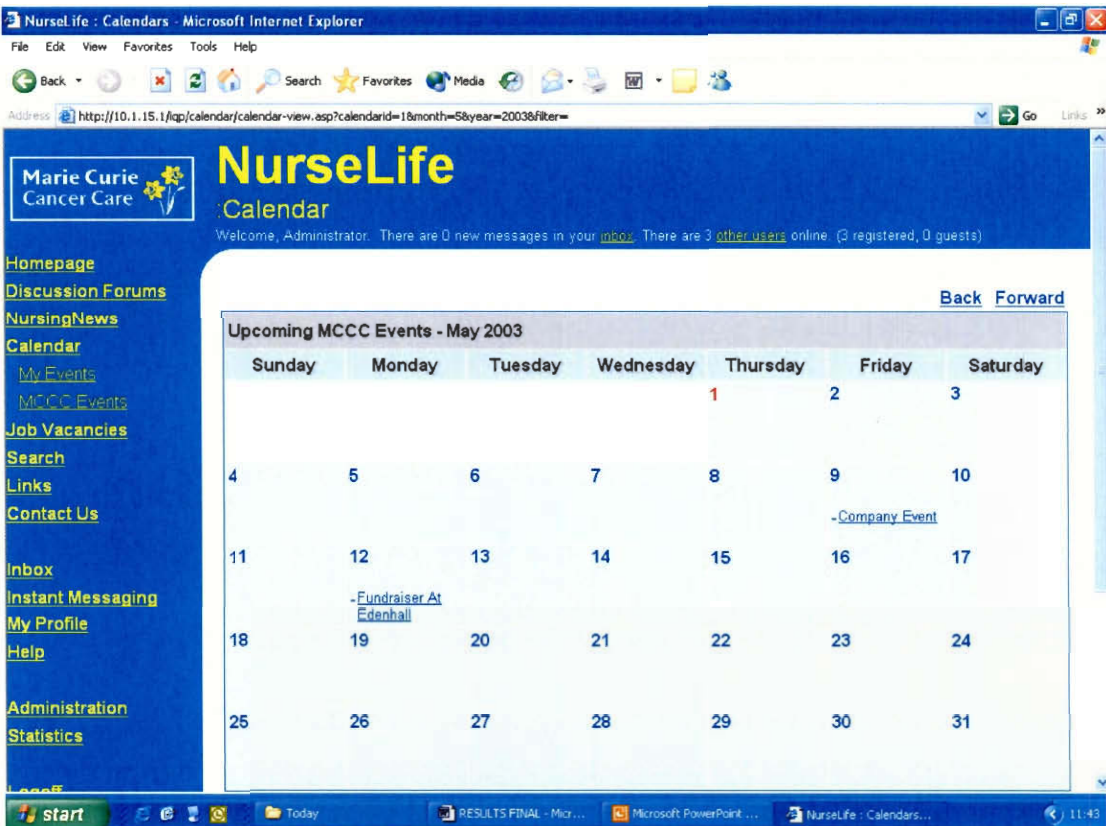 NurseLife : Calendars - Microsoft Internet Explorer
File Edit View Favorites Tools Help
Back Search Favorites Media
Address http://10.1.15.1/lqp/calendar/calendar-view.asp?calendarid=1&month=5&year=2003&filter= Go Links »
Marie Curie
Cancer Care
NurseLife
:Calendar
Welcome, Administrator. There are 0 new messages in your inbox. There are 3 other users online. (3 registered, 0 guests)
Homepage
Discussion Forums
NursingNews
Calendar
My Events
MCCC Events
Job Vacancies
Search
Links
Contact Us
Inbox
Instant Messaging
My Profile
Help
Administration
Statistics
Logoff
Back Forward
Upcoming MCCC Events - May 2003
Sunday Monday Tuesday Wednesday Thursday Friday Saturday
1 2 3
4 5 6 7 8 9 10
-Company Event
11 12 13 14 15 16 17
-Fundraiser At
Edenhall
18 19 20 21 22 23 24
25 26 27 28 29 30 31
start Today RESULTS FINAL - Micr... Microsoft PowerPoint ... NurseLife : Calendars... 11:43